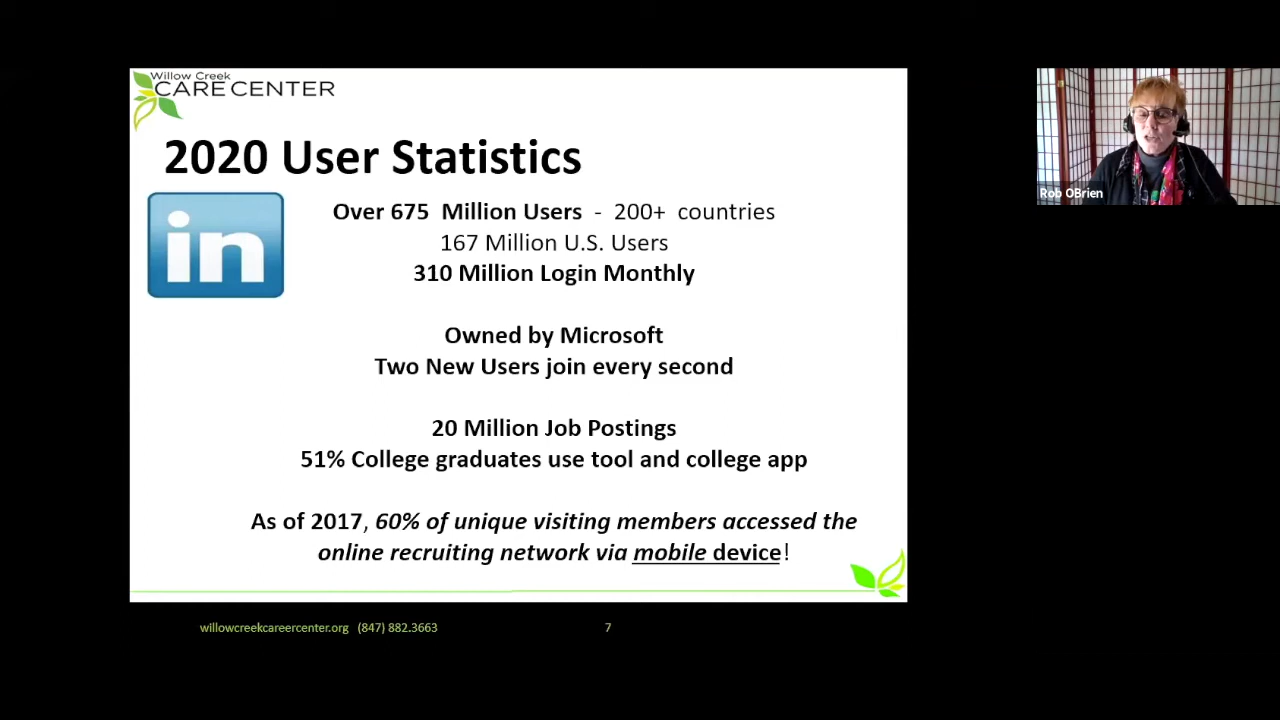 Willow Creek
CARE CENTER
2020 User Statistics
in
Over 675 Million Users - 200+ countries
167 Million U.S. Users
310 Million Login Monthly
Owned by Microsoft
Two New Users join every second
20 Million Job Postings
51% College graduates use tool and college app
As of 2017, 60% of unique visiting members accessed the
online recruiting network via mobile device!
willowcreekcareercenter.org (847) 882.3663
7
Rob OBrien